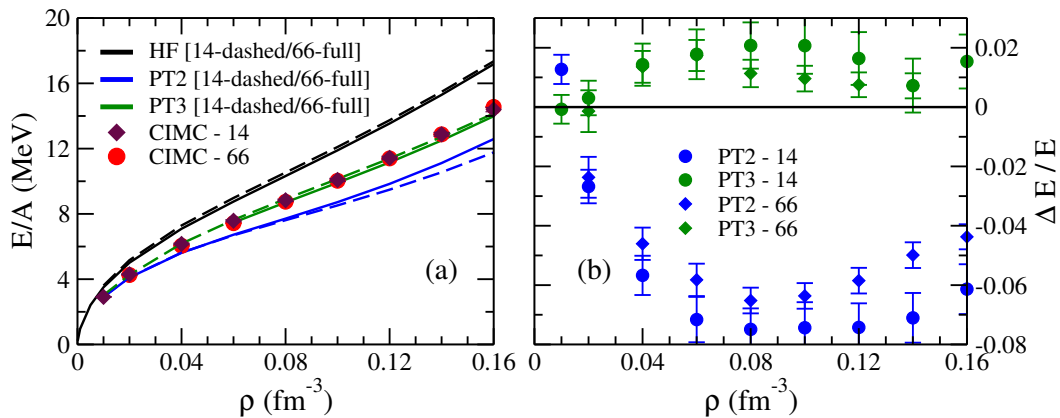 E/A (MeV)
20
16
12
8
4
0
HF [14-dashed/66-full]
PT2 [14-dashed/66-full]
PT3 [14-dashed/66-full]
CIMC - 14
CIMC - 66
(a)
0 0.04 0.08 0.12 0.16
ρ (fm⁻³)
PT2 - 14
PT3 - 14
PT2 - 66
PT3 - 66
(b)
0 0.04 0.08 0.12 0.16
ρ (fm⁻³)
0.02
0
-0.02
-0.04
-0.06
-0.08
Δ E / E